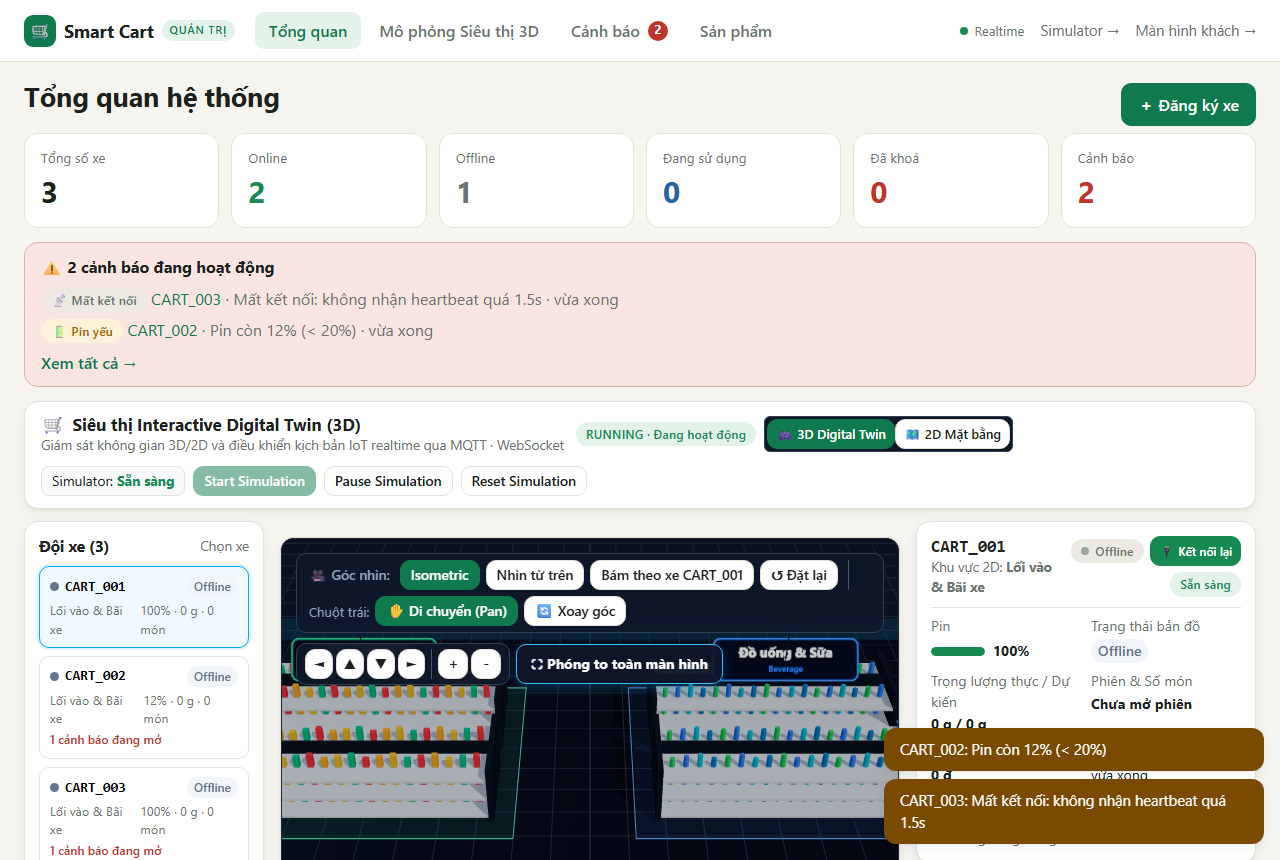 Smart Cart QUẢN TRỊ Tổng quan Mô phỏng Siêu thị 3D Cảnh báo 2 Sản phẩm Realtime Simulator → Màn hình khách →
Tổng quan hệ thống
+ Đăng ký xe
Tổng số xe Online Offline Đang sử dụng Đã khoá Cảnh báo
3 2 1 0 0 2
2 cảnh báo đang hoạt động
Mất kết nối CART_003 · Mất kết nối: không nhận heartbeat quá 1.5s · vừa xong
Pin yếu CART_002 · Pin còn 12% (< 20%) · vừa xong
Xem tất cả →
Siêu thị Interactive Digital Twin (3D)
Giám sát không gian 3D/2D và điều khiển kịch bản IoT realtime qua MQTT · WebSocket
RUNNING · Đang hoạt động
3D Digital Twin 2D Mặt bằng
Simulator: Sẵn sàng Start Simulation Pause Simulation Reset Simulation
Đội xe (3) Chọn xe
CART_001 Offline
Lối vào & Bãi xe
100% · 0 g · 0 món
CART_002 Offline
Lối vào & Bãi xe
12% · 0 g · 0 món
1 cảnh báo đang mở
CART_003 Offline
Lối vào & Bãi xe
100% · 0 g · 0 món
1 cảnh báo đang mở
Góc nhìn: Isometric Nhìn từ trên Bám theo xe CART_001 ↺ Đặt lại
Chuột trái: Di chuyển (Pan) Xoay góc
◄ ▲ ▼ ► + - Phóng to toàn màn hình
Đồ uống & Sữa
Beverage
CART_001 Offline Kết nối lại
Khu vực 2D: Lối vào & Bãi xe
Sẵn sàng
Pin
100%
Trạng thái bản đồ
Offline
Trọng lượng thực / Dự kiến
0 g / 0 g
Phiên & Số món
Chưa mở phiên
0 đ
vừa xong
CART_002: Pin còn 12% (< 20%)
CART_003: Mất kết nối: không nhận heartbeat quá
1.5s